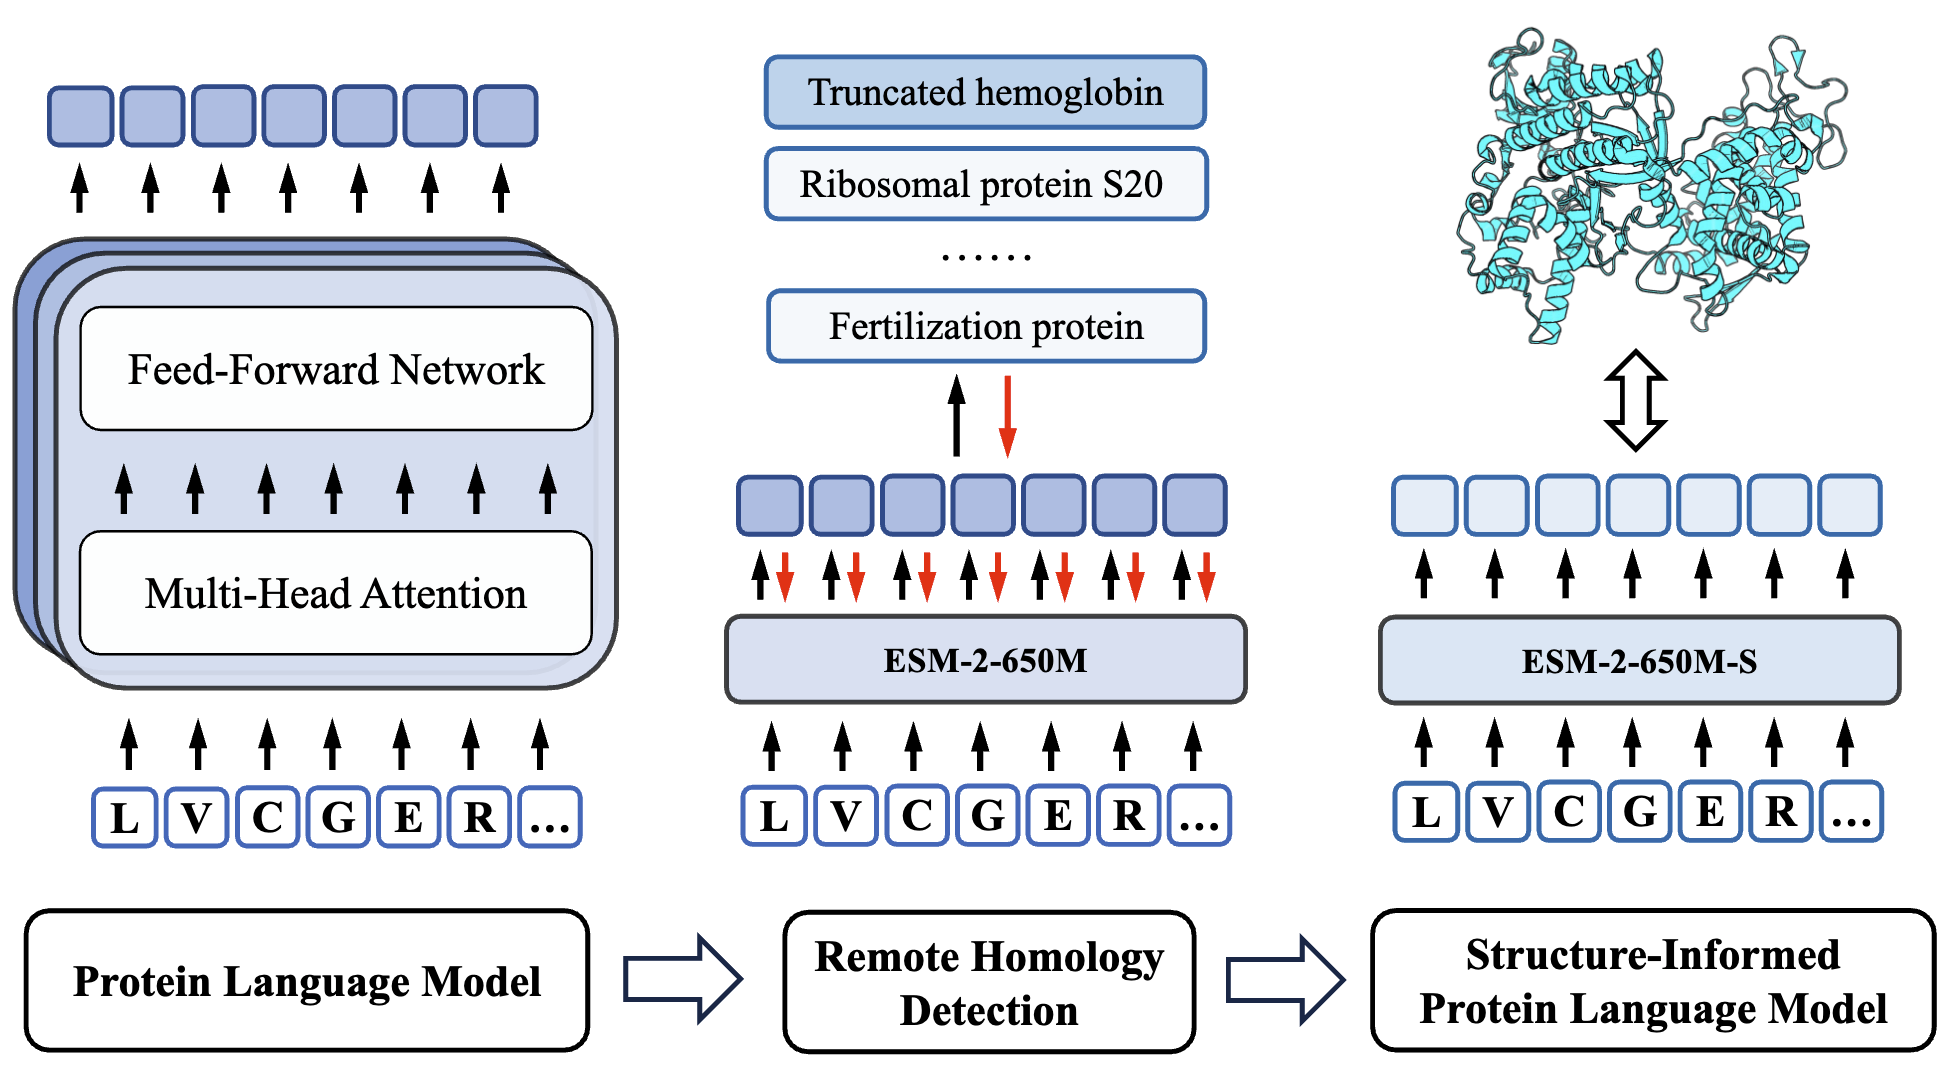 Feed-Forward Network
Multi-Head Attention
L V C G E R ...
Protein Language Model
Truncated hemoglobin
Ribosomal protein S20
......
Fertilization protein
ESM-2-650M
L V C G E R ...
Remote Homology
Detection
ESM-2-650M-S
L V C G E R ...
Structure-Informed
Protein Language Model